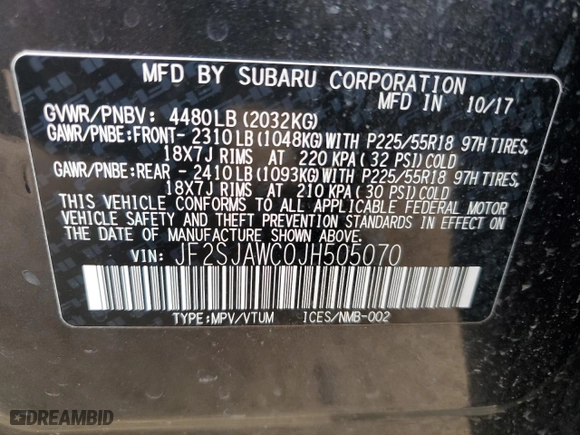 MFD BY SUBARU CORPORATION
MFD IN 10/17
GVWR/PNBV: 4480LB (2032KG)
GAWR/PNBE:FRONT- 2310LB (1048KG) WITH P225/55R18 97H TIRES,
18X7J RIMS AT 220 KPA (32 PSI) COLD
GAWR/PNBE:REAR - 2410LB (1093KG) WITH P225/55R18 97H TIRES,
18X7J RIMS AT 210 KPA (30 PSI) COLD
THIS VEHICLE CONFORMS TO ALL APPLICABLE FEDERAL MOTOR
VEHICLE SAFETY AND THEFT PREVENTION STANDARDS IN EFFECT
ON THE DATE OF MANUFACTURE SHOWN ABOVE.
VIN: JF2SJAWC0JH505070
TYPE:MPV/VTUM ICES/NMB-002
DREAMBID